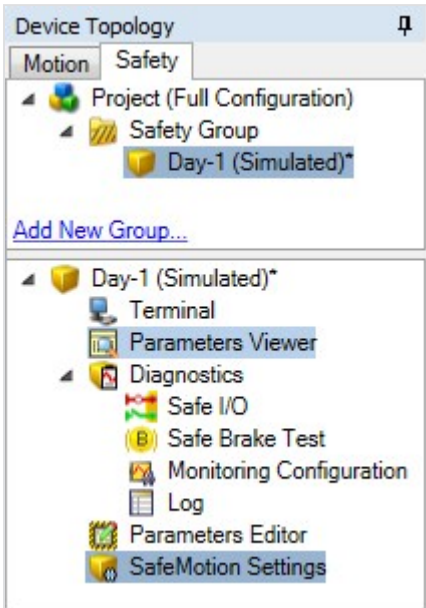 Device Topology
Motion Safety
Project (Full Configuration)
Safety Group
Day-1 (Simulated)*
Add New Group...
Day-1 (Simulated)*
Terminal
Parameters Viewer
Diagnostics
Safe I/O
(B) Safe Brake Test
Monitoring Configuration
Log
Parameters Editor
SafeMotion Settings